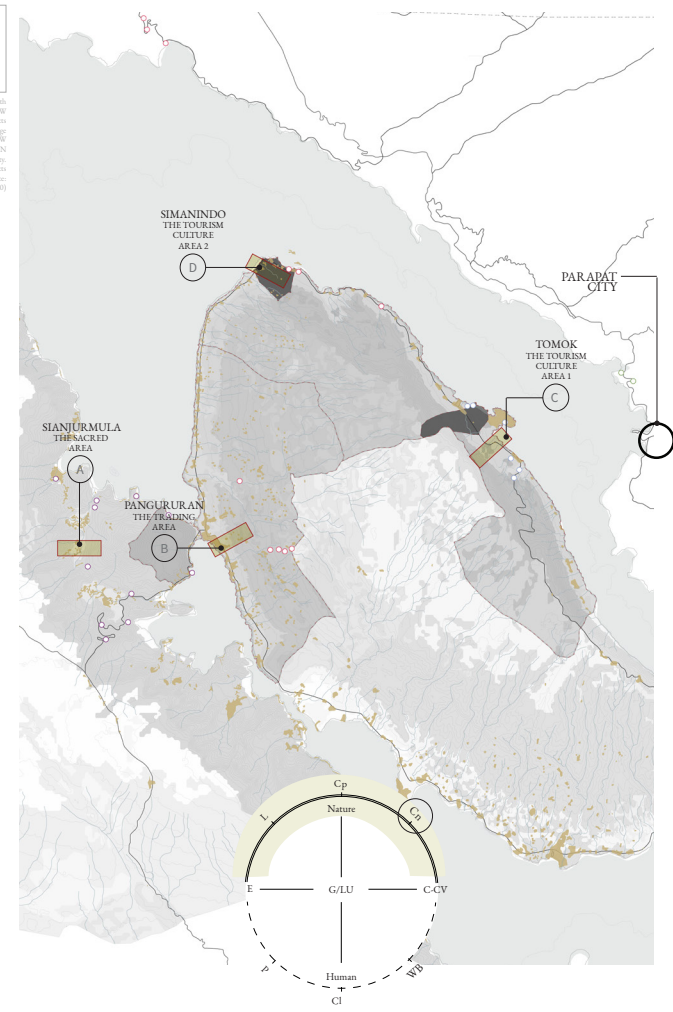 SIMANINDO
THE TOURISM
CULTURE
AREA 2
D
PARAPAT
CITY
TOMOK
THE TOURISM
CULTURE
AREA 1
C
SIANJURMULA
THE SACRED
AREA
A
PANGURURAN
THE TRADING
AREA
B
Cp
Nature
L
Cn
E
G/LU
C-CV
P
WB
Human
Cl